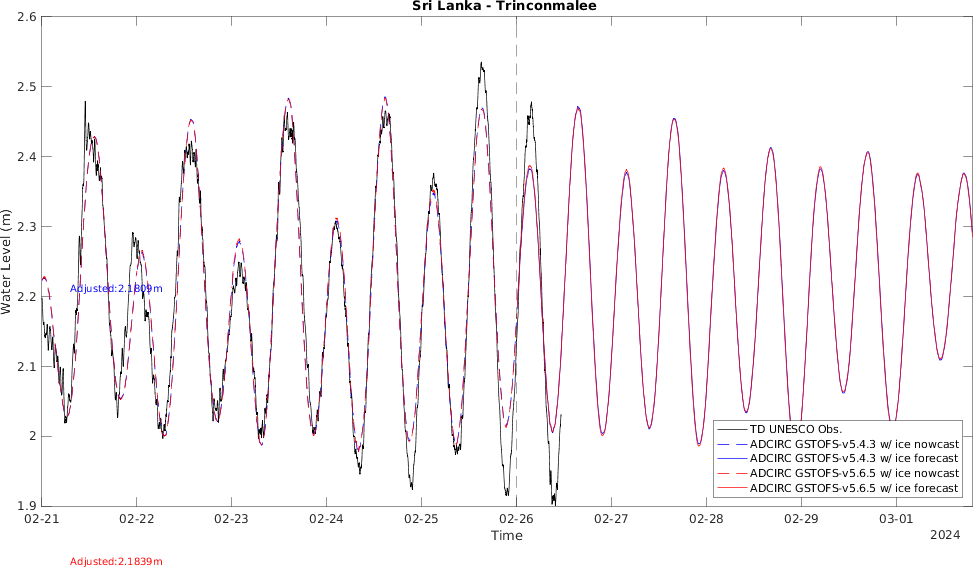 Sri Lanka - Trinconmalee
Water Level (m)
2.6
2.5
2.4
2.3
2.2
2.1
2
1.9
Adjusted:2.1809m
TD UNESCO Obs.
ADCIRC GSTOFS-v5.4.3 w/ ice nowcast
ADCIRC GSTOFS-v5.4.3 w/ ice forecast
ADCIRC GSTOFS-v5.6.5 w/ ice nowcast
ADCIRC GSTOFS-v5.6.5 w/ ice forecast
02-21 02-22 02-23 02-24 02-25 02-26 02-27 02-28 02-29 03-01
Time
2024
Adjusted:2.1839m